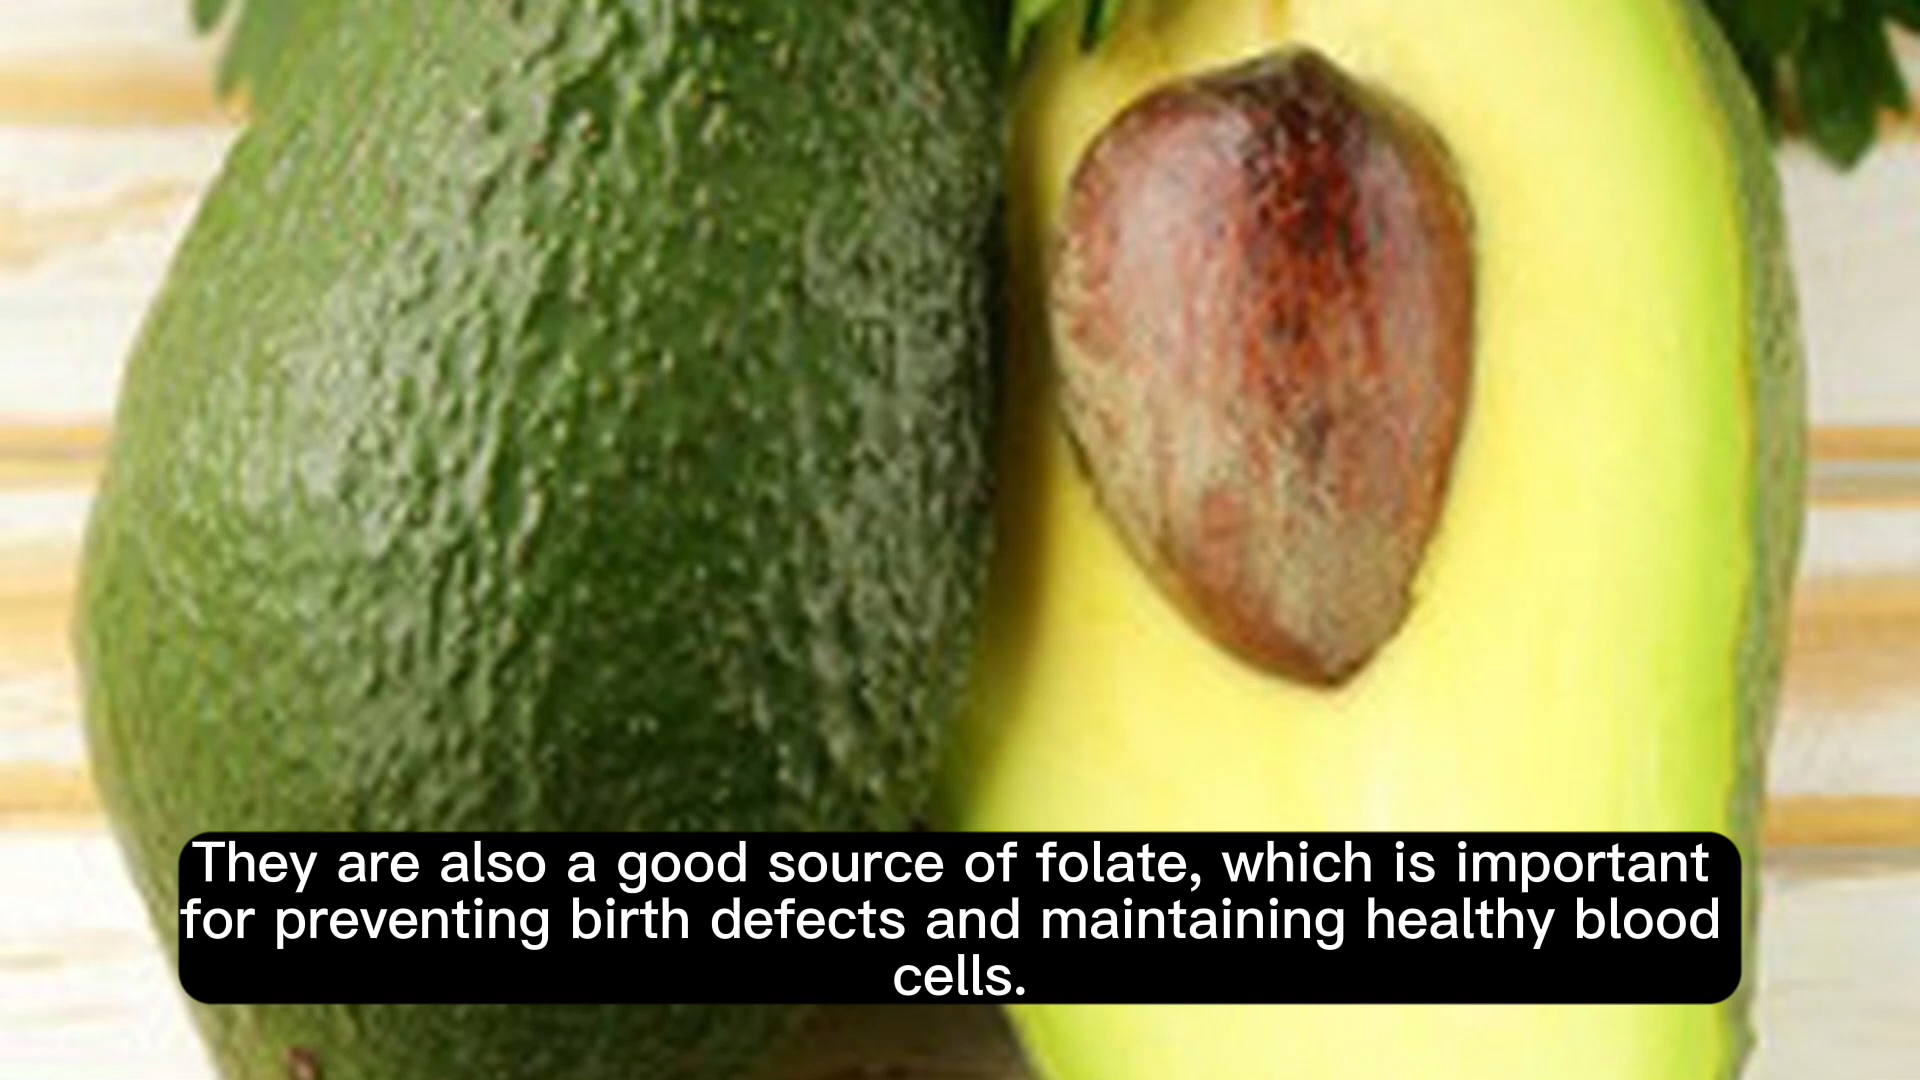 They are also a good source of folate, which is important
for preventing birth defects and maintaining healthy blood
cells.